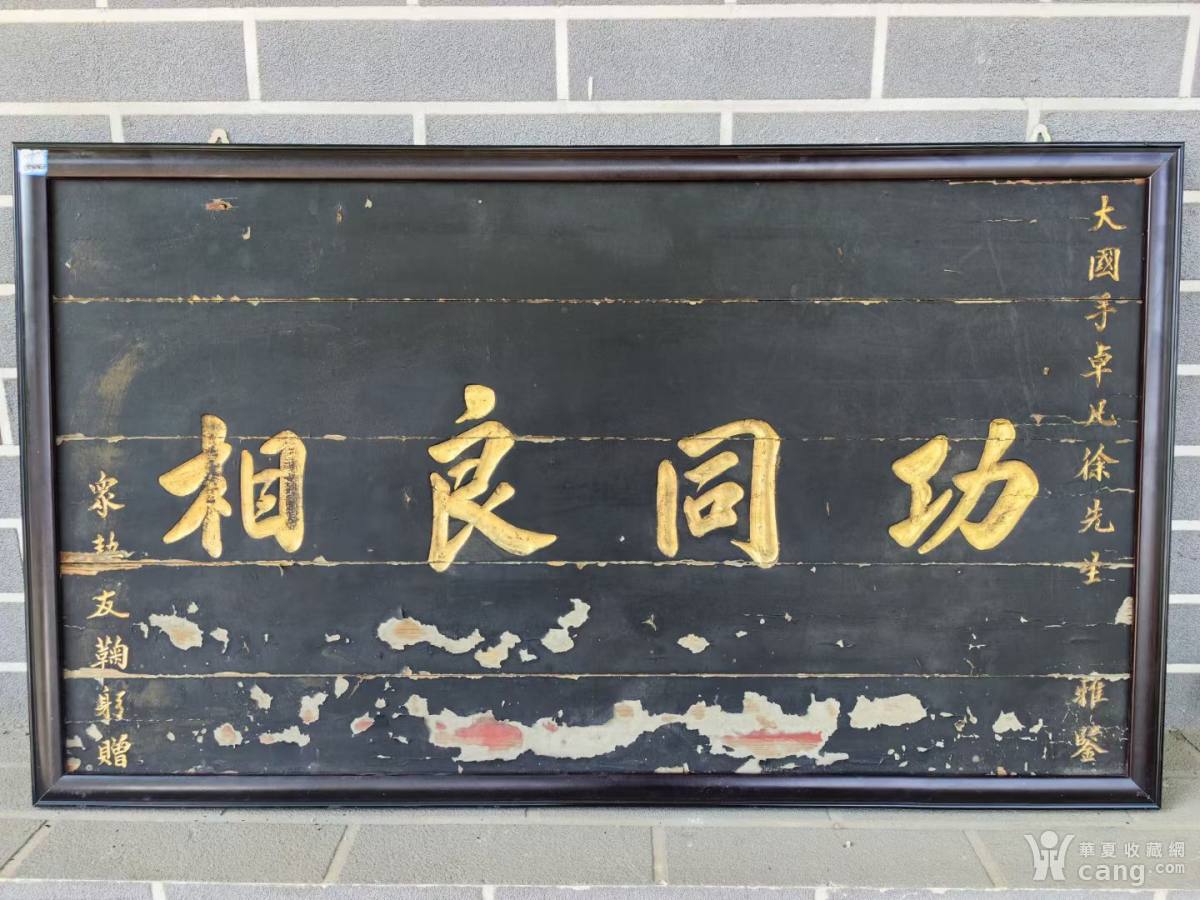 大國手卓凡徐先生 雅鑒
功同良相
衆執友鞠躬贈
華夏收藏網
cang.com